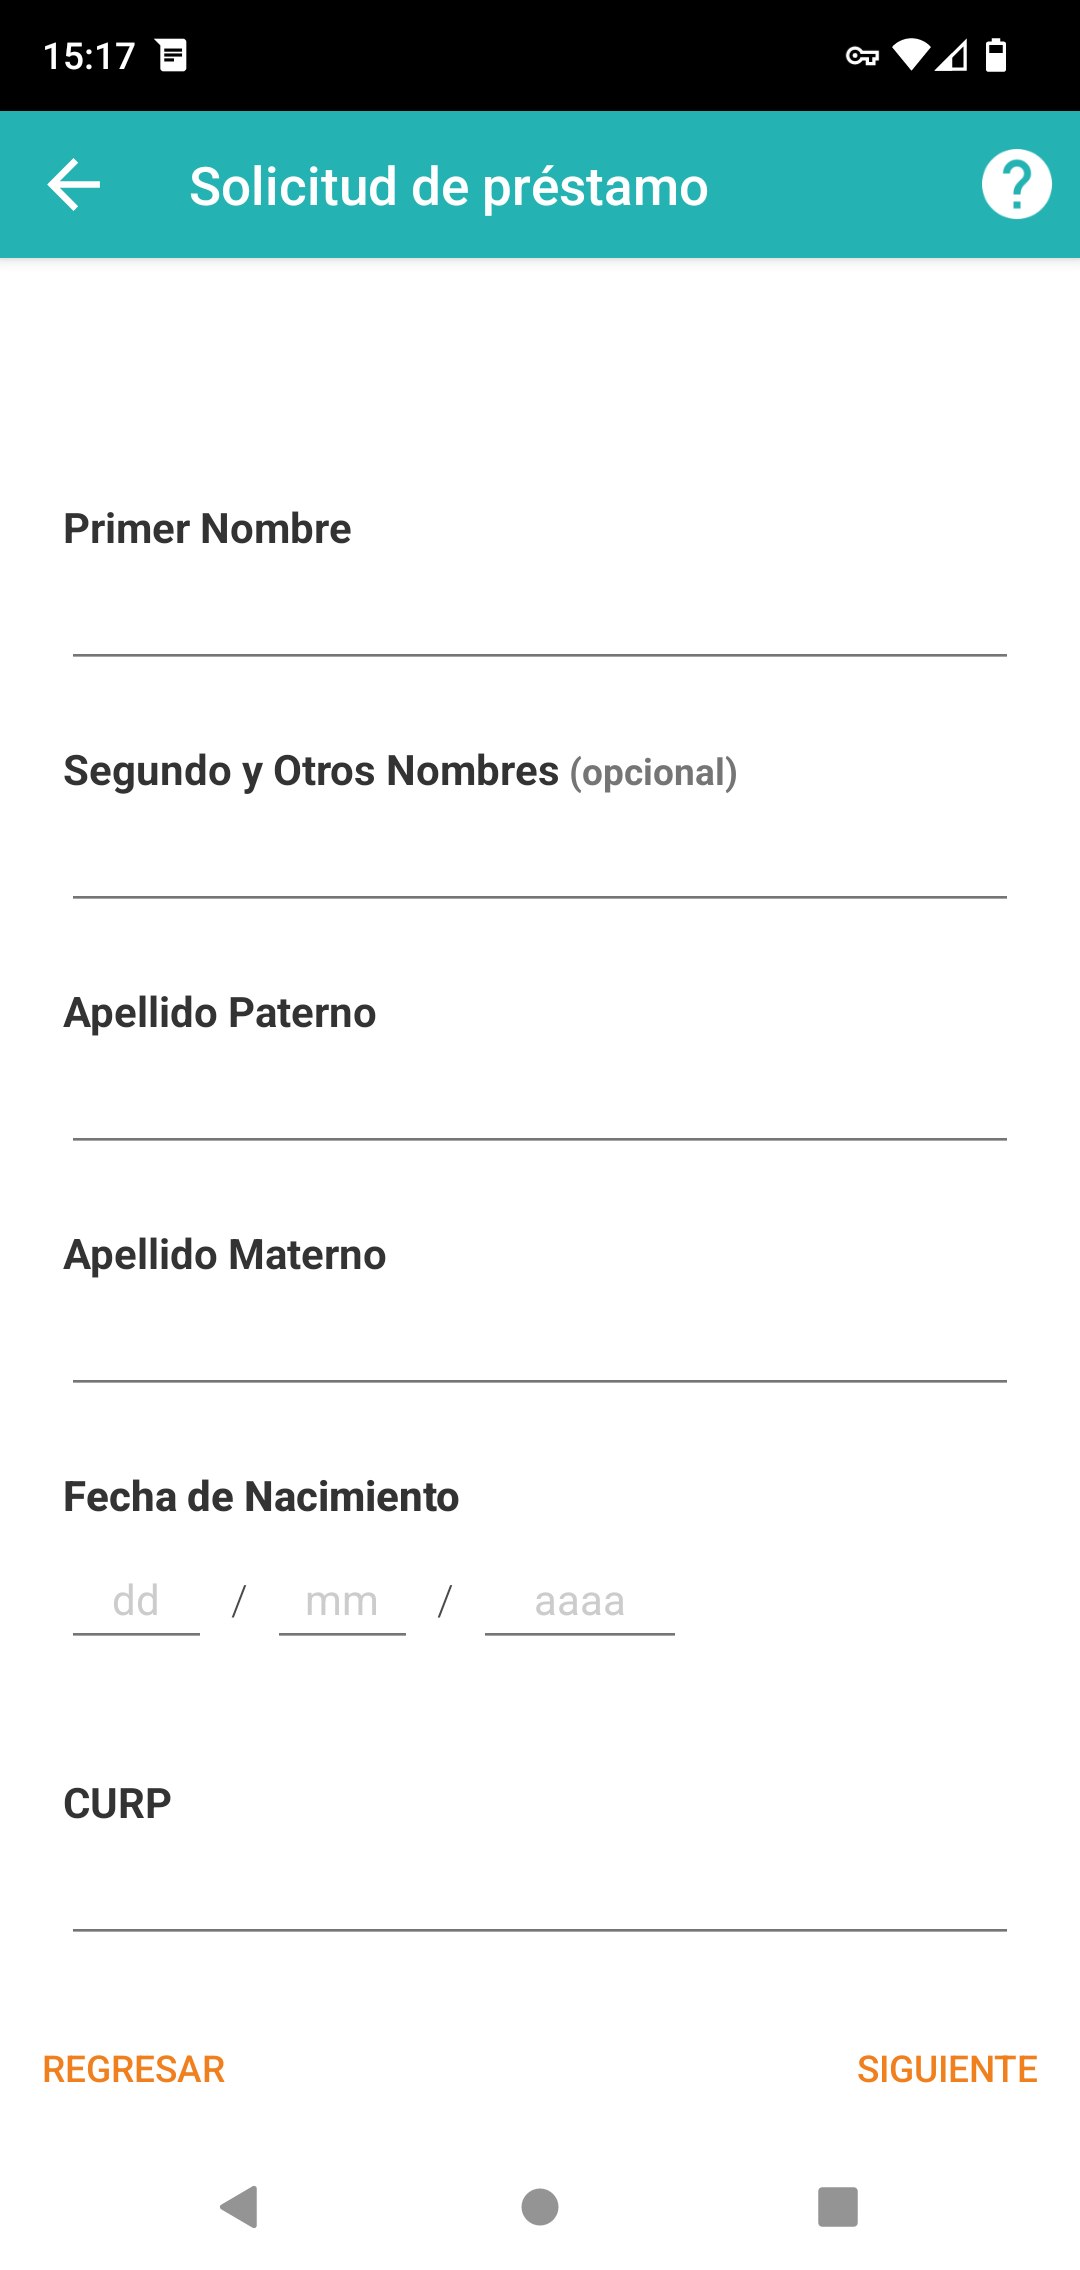 15:17
Solicitud de préstamo
Primer Nombre
Segundo y Otros Nombres (opcional)
Apellido Paterno
Apellido Materno
Fecha de Nacimiento
dd / mm / aaaa
CURP
REGRESAR SIGUIENTE